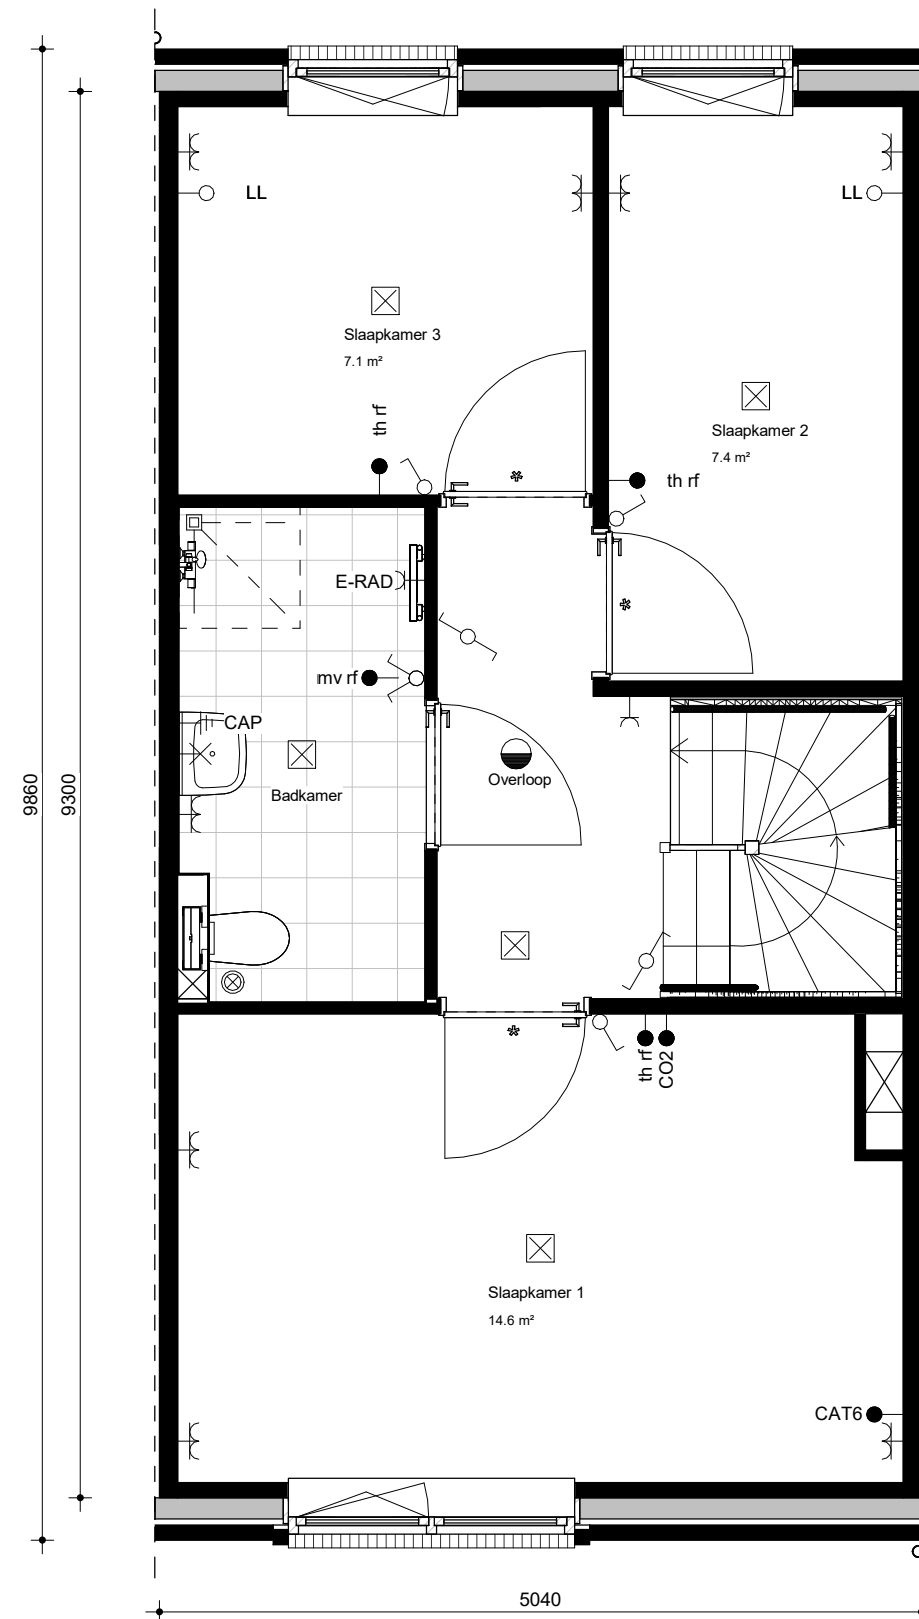 LL
LL
Slaapkamer 3
7.1 m²
Slaapkamer 2
7.4 m²
th rf
*
th rf
E-RAD
*
mv rf
CAP
Overloop
Badkamer
9860
9300
*
th rf
CO2
Slaapkamer 1
14.6 m²
CAT6
5040